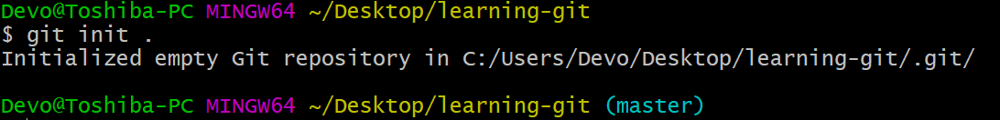 Devo@Toshiba-PC MINGW64 ~/Desktop/learning-git
$ git init .
Initialized empty Git repository in C:/Users/Devo/Desktop/learning-git/.git/
Devo@Toshiba-PC MINGW64 ~/Desktop/learning-git (master)